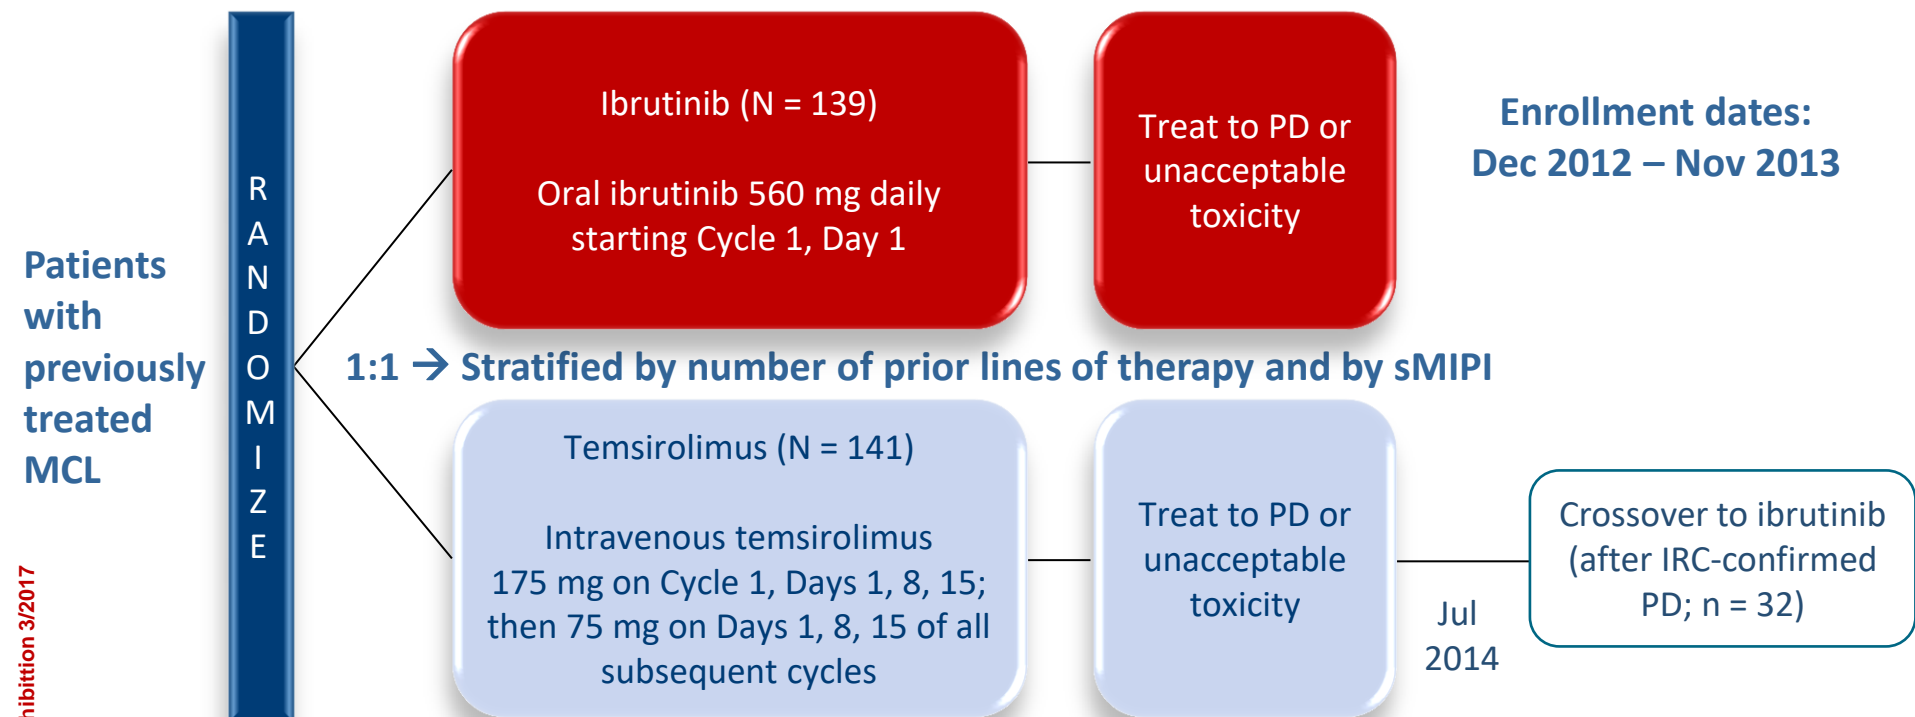 Patients
with
previously
treated
MCL
R
A
N
D
O
M
I
Z
E
Ibrutinib (N = 139)
Oral ibrutinib 560 mg daily
starting Cycle 1, Day 1
Treat to PD or
unacceptable
toxicity
Enrollment dates:
Dec 2012 – Nov 2013
1:1 → Stratified by number of prior lines of therapy and by sMIPI
Temsirolimus (N = 141)
Intravenous temsirolimus
175 mg on Cycle 1, Days 1, 8, 15;
then 75 mg on Days 1, 8, 15 of all
subsequent cycles
Treat to PD or
unacceptable
toxicity
Jul
2014
Crossover to ibrutinib
(after IRC-confirmed
PD; n = 32)
hibittion 3/2017